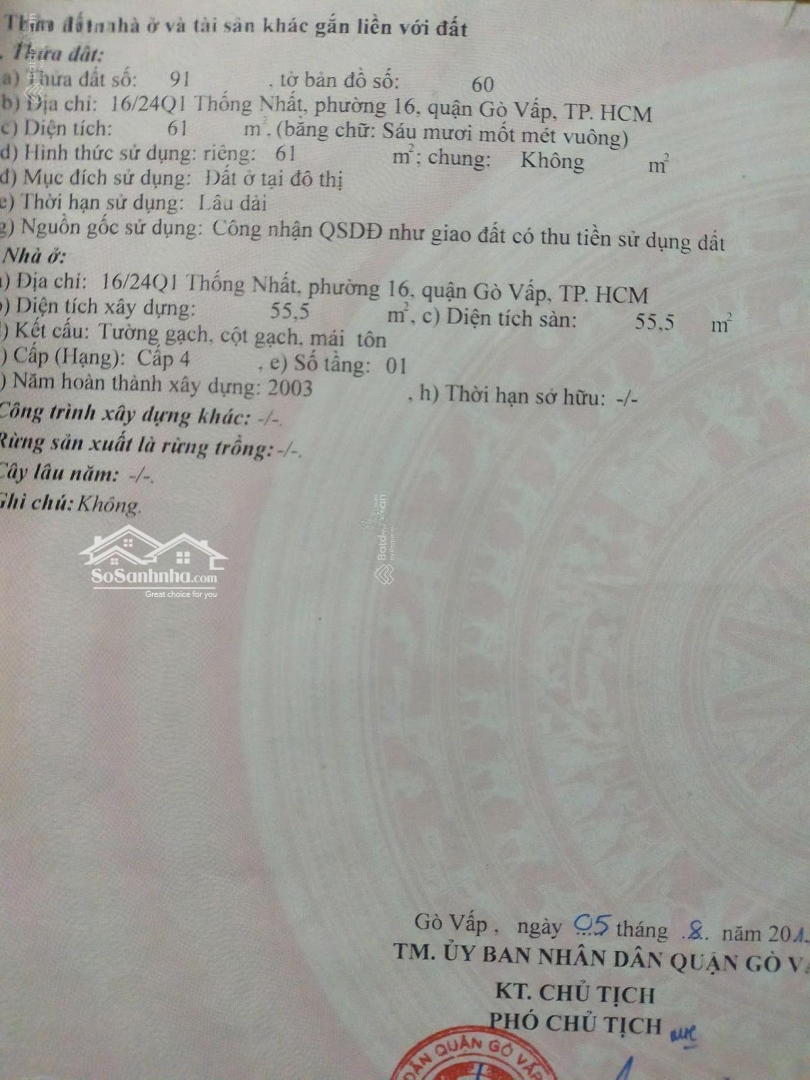 Thửa đất, nhà ở và tài sản khác gắn liền với đất
. Thửa đất:
a) Thửa đất số: 91 , tờ bản đồ số: 60
b) Địa chỉ: 16/24Q1 Thống Nhất, phường 16, quận Gò Vấp, TP. HCM
c) Diện tích: 61 m², (bằng chữ: Sáu mươi mốt mét vuông)
d) Hình thức sử dụng: riêng: 61 m²; chung: Không m²
đ) Mục đích sử dụng: Đất ở tại đô thị
e) Thời hạn sử dụng: Lâu dài
g) Nguồn gốc sử dụng: Công nhận QSDĐ như giao đất có thu tiền sử dụng đất
Nhà ở:
) Địa chỉ: 16/24Q1 Thống Nhất, phường 16, quận Gò Vấp, TP. HCM
) Diện tích xây dựng: 55,5 m², c) Diện tích sàn: 55,5 m²
) Kết cấu: Tường gạch, cột gạch, mái tôn
) Cấp (Hạng): Cấp 4 , e) Số tầng: 01
) Năm hoàn thành xây dựng: 2003 , h) Thời hạn sở hữu: -/-
Công trình xây dựng khác: -/-.
Rừng sản xuất là rừng trồng: -/-.
Cây lâu năm: -/-.
Ghi chú: Không.
SoSanhnha.com
Great choice for you
Gò Vấp , ngày 05 tháng .8. năm 201
TM. ỦY BAN NHÂN DÂN QUẬN GÒ VẤ
KT. CHỦ TỊCH
PHÓ CHỦ TỊCH
DÂN QUẬN GÒ VẤP